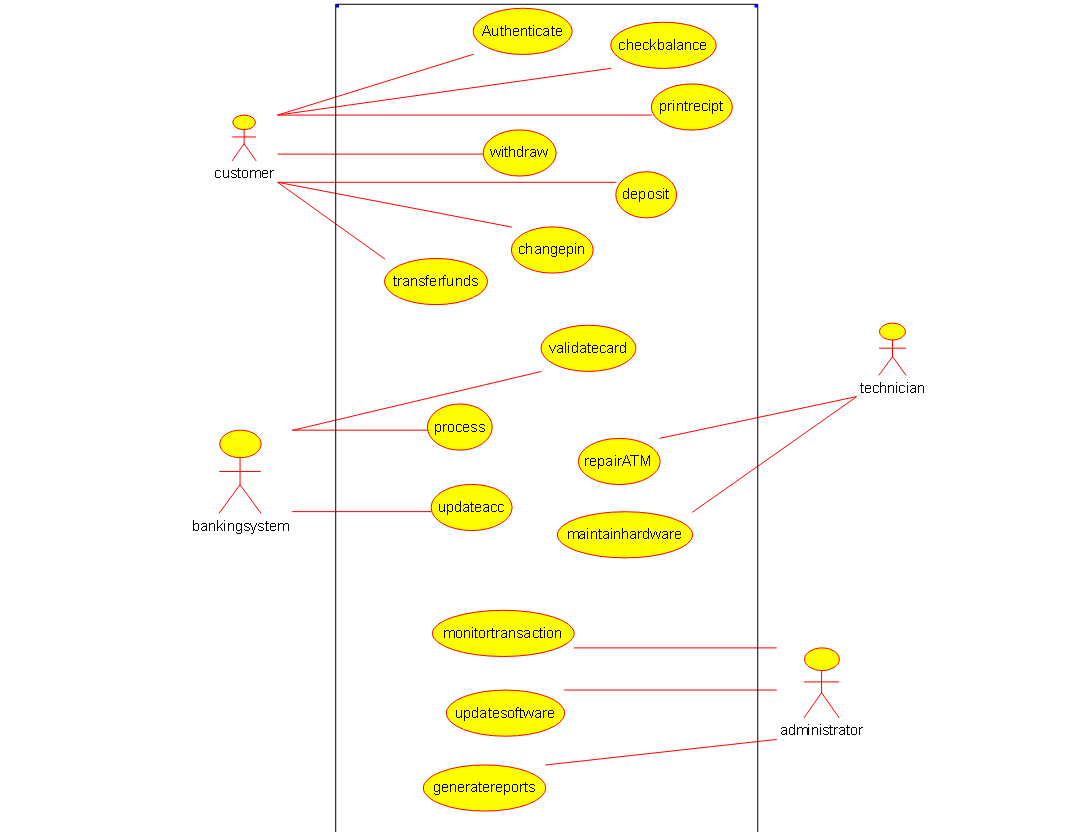 Authenticate
checkbalance
printrecipt
customer
withdraw
deposit
changepin
transferfunds
validatecard
technician
process
repairATM
updateacc
bankingsystem
maintainhardware
monitortransaction
updatesoftware
administrator
generatereports